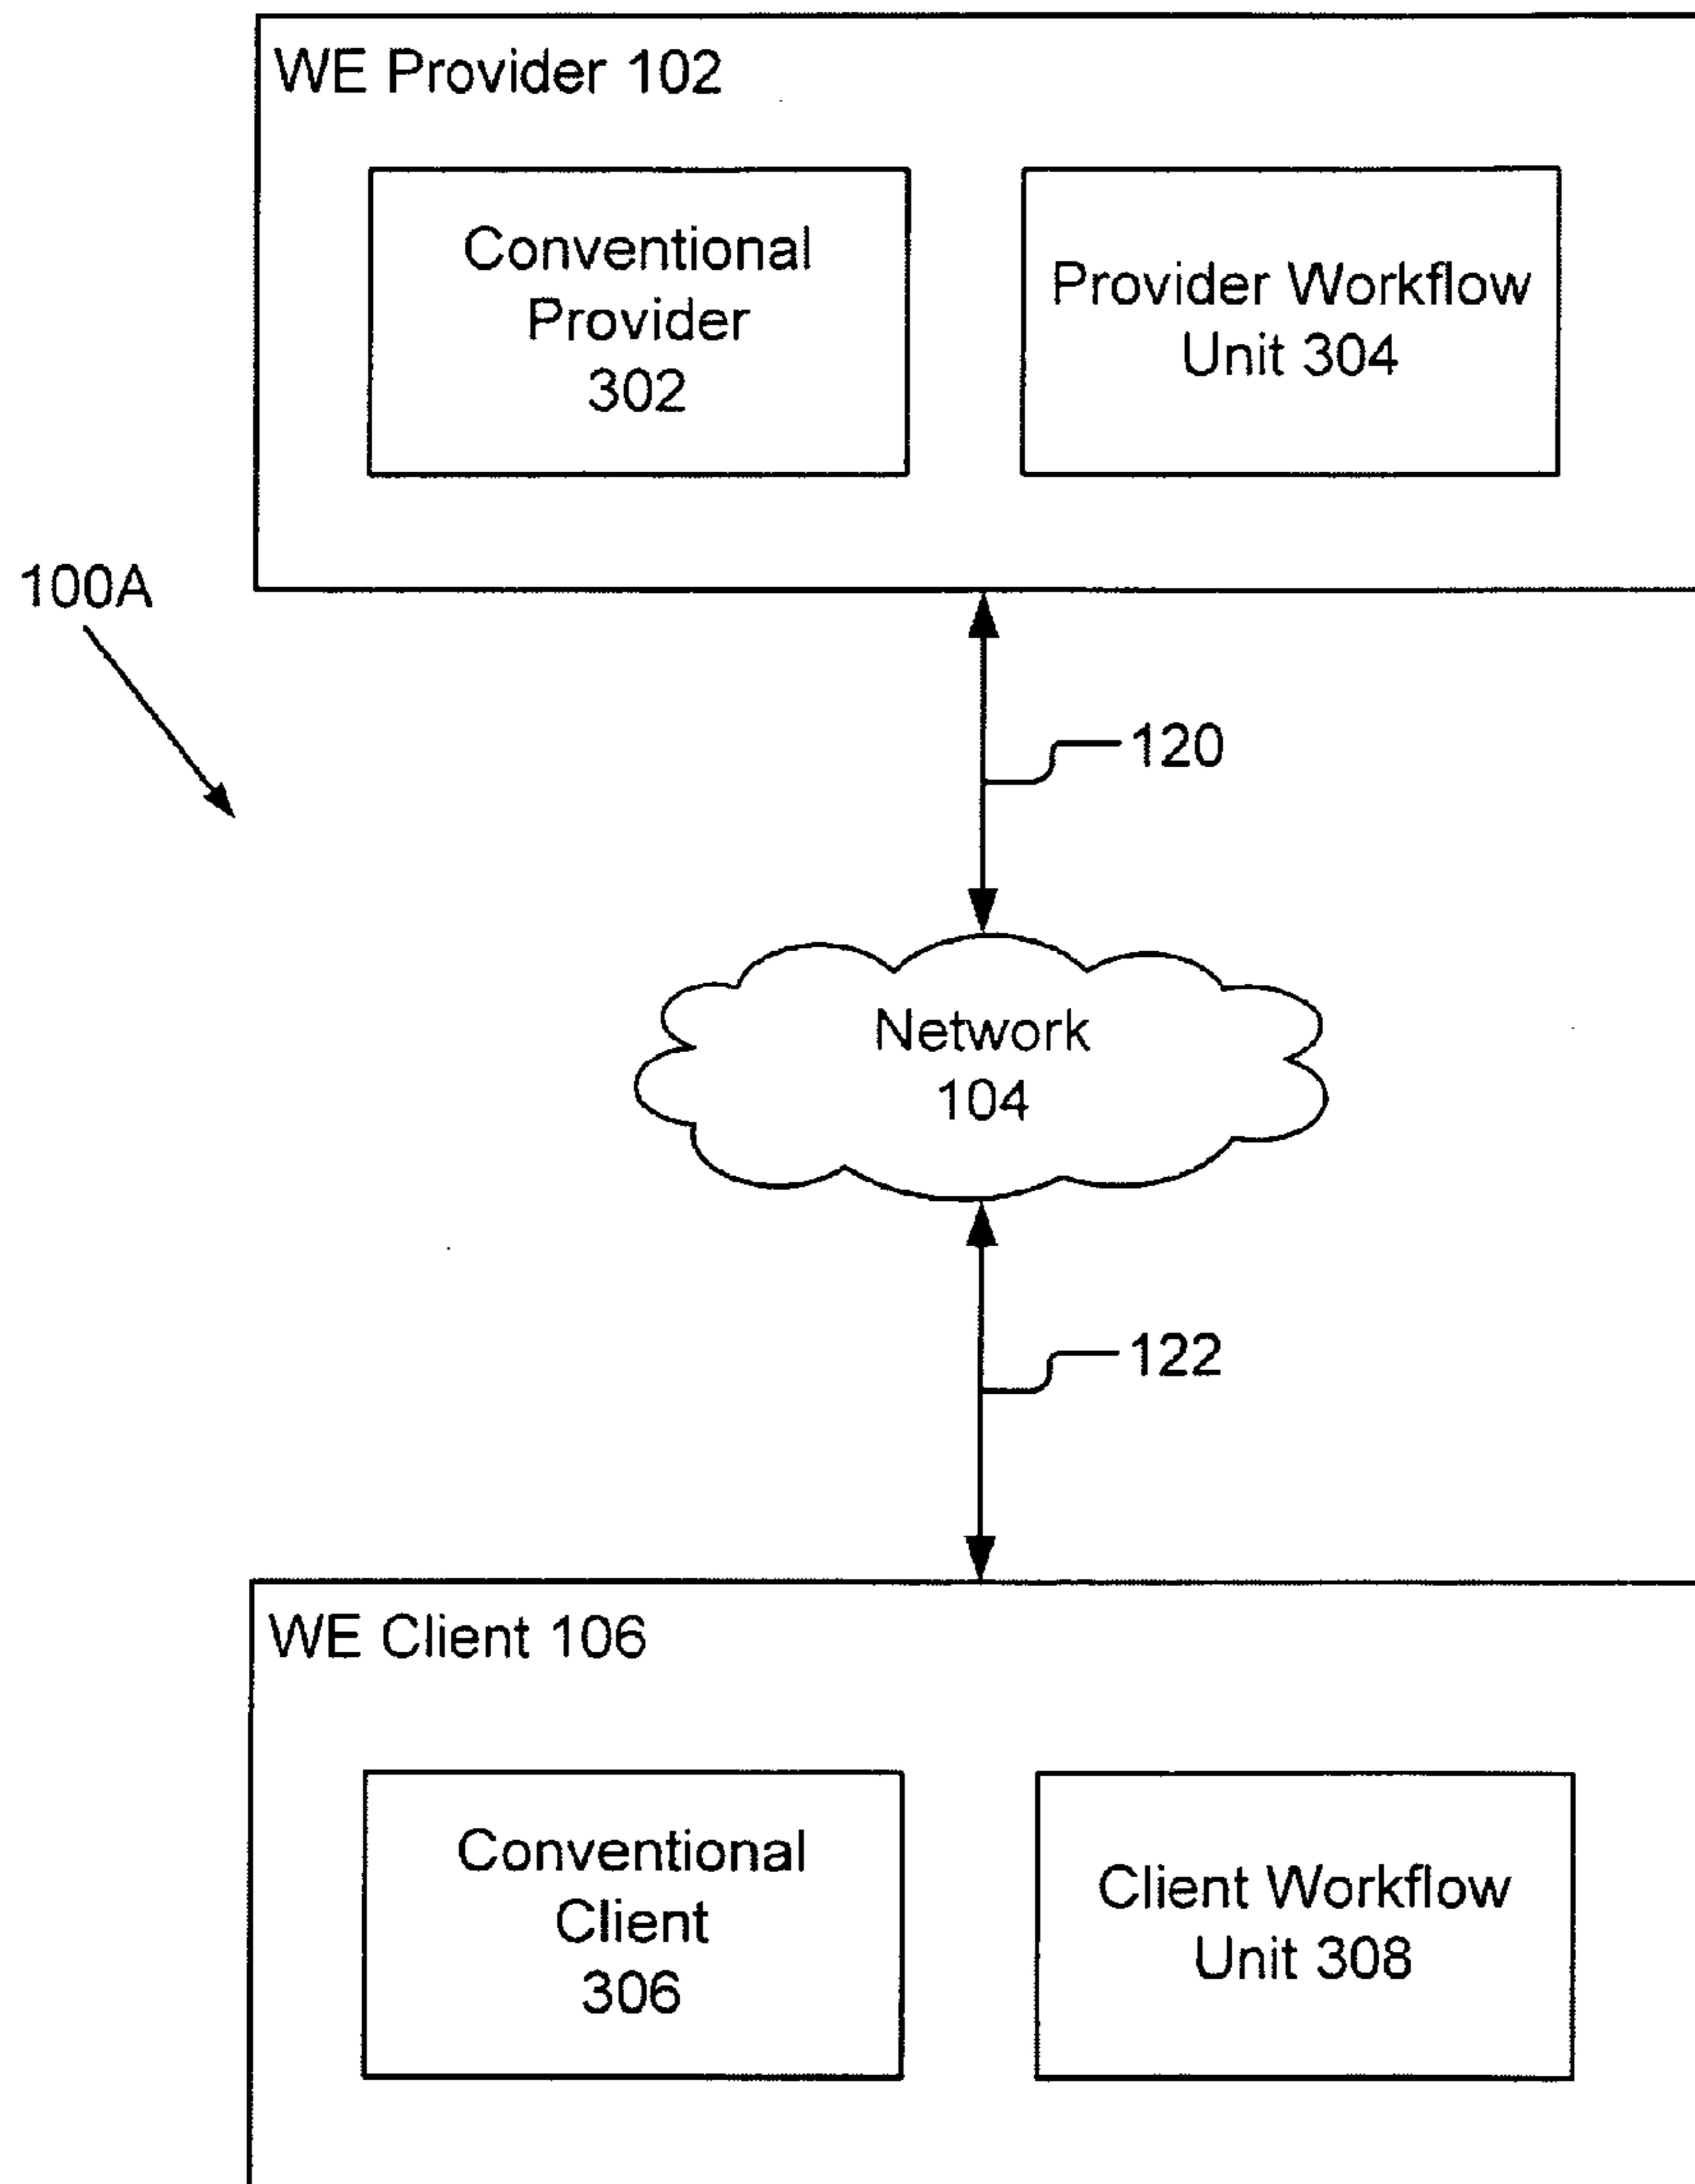 WE Provider 102
Conventional
Provider
302
Provider Workflow
Unit 304
100A
120
Network
104
122
WE Client 106
Conventional
Client
306
Client Workflow
Unit 308